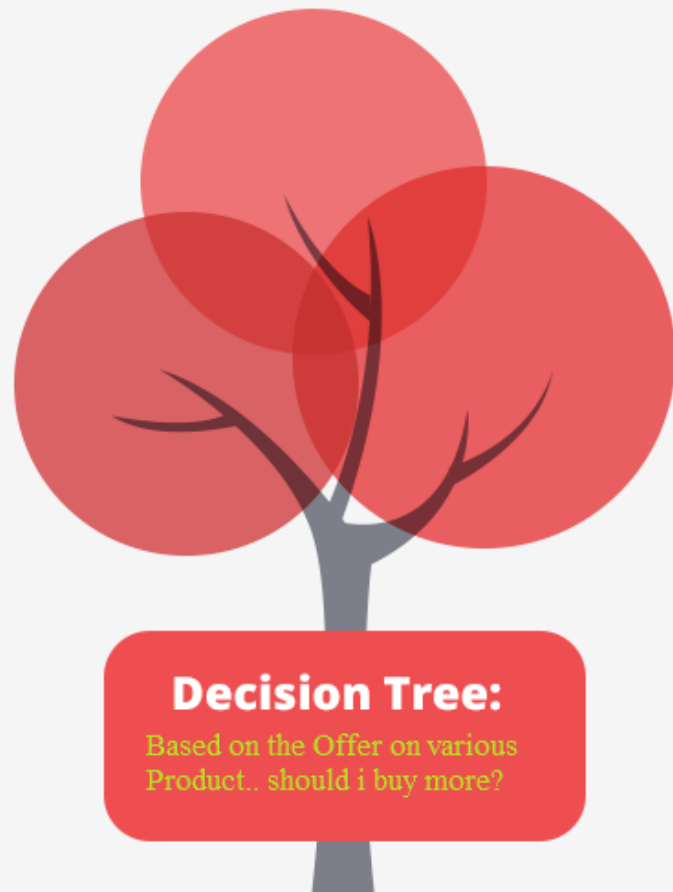 Decision Tree:
Based on the Offer on various
Product.. should i buy more?